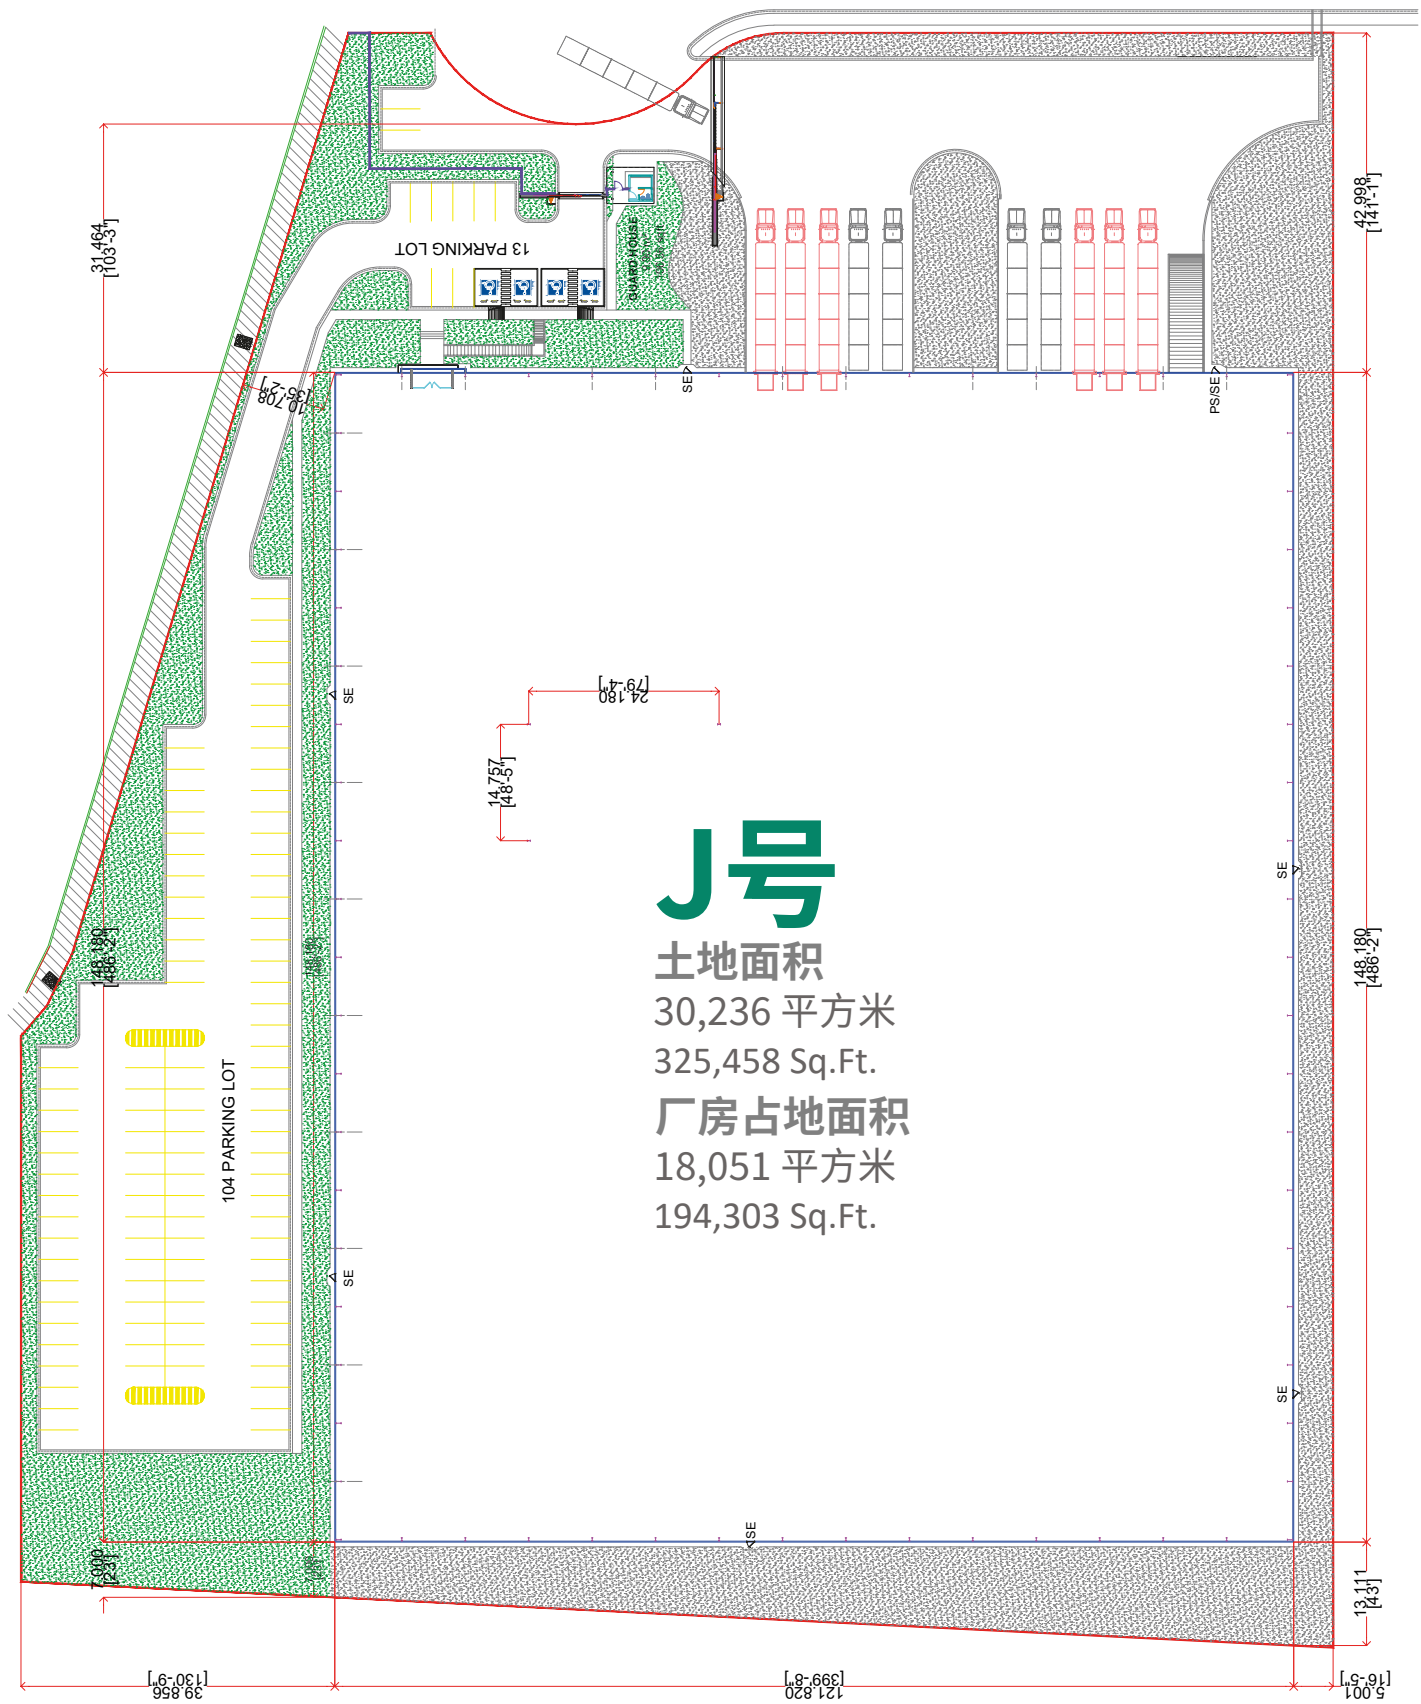 42.998
[141'-1"]
31.464
[103'-3"]
13 PARKING LOT
GUARD HOUSE
10.708
[35'-2"]
SE
PS/SE
SE
24.180
[79'-4"]
14.757
[48'-5"]
J号
SE
土地面积
148.180
[486'-2"]
148.180
[486'-2"]
148.180
[486'-2"]
30,236 平方米
325,458 Sq.Ft.
厂房占地面积
104 PARKING LOT
18,051 平方米
194,303 Sq.Ft.
SE
SE
SE
7.000
[23']
13.111
[43']
39.856
[130'-9"]
121.820
[399'-8"]
5.001
[16'-5"]